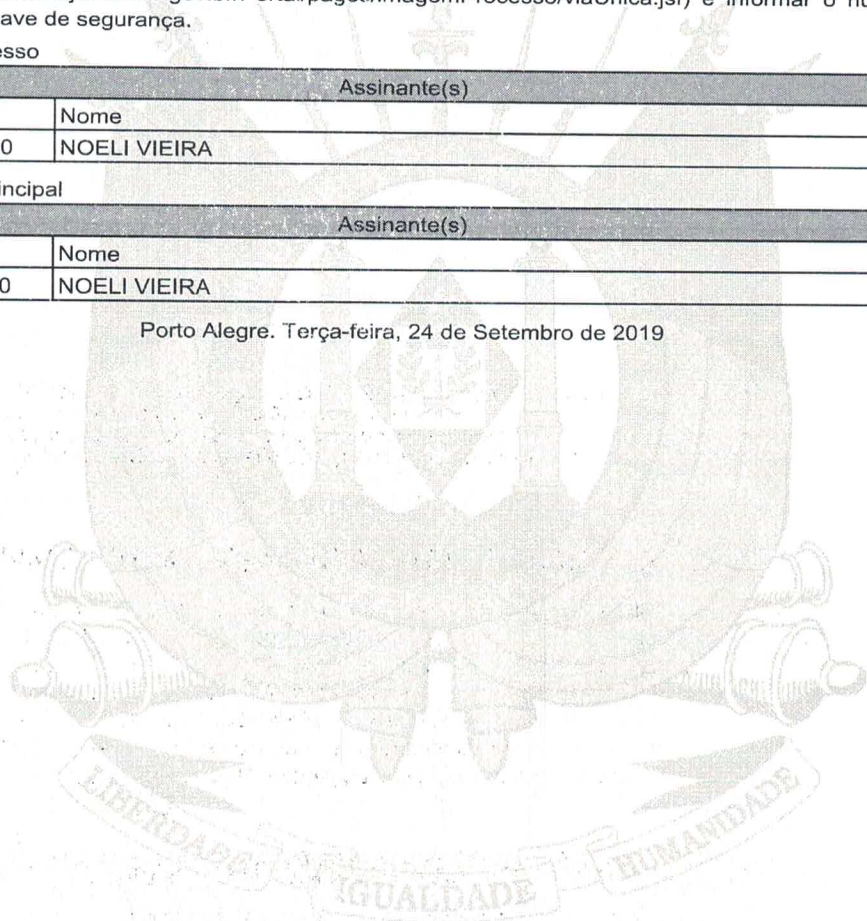 ave de segurança.
esso
Assinante(s)
Nome
0 NOELI VIEIRA
incipal
Assinante(s)
Nome
0 NOELI VIEIRA
Porto Alegre. Terça-feira, 24 de Setembro de 2019
LIBERDADE IGUALDADE HUMANIDADE